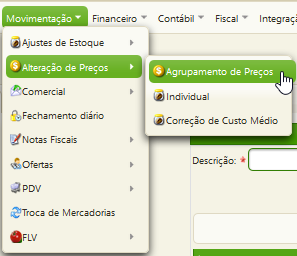 Movimentação Financeiro Contábil Fiscal Integraç
Ajustes de Estoque
Alteração de Preços
Comercial
Fechamento diário
Notas Fiscais
Ofertas
PDV
Troca de Mercadorias
FLV
Agrupamento de Preços
Individual
Correção de Custo Médio
Descrição: *